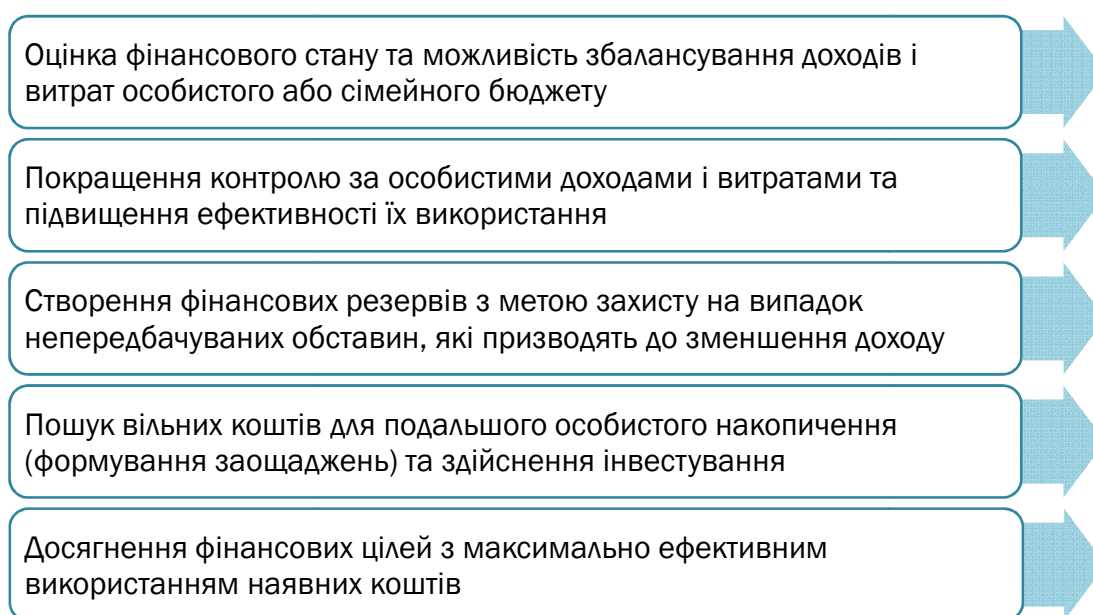 Оцінка фінансового стану та можливість збалансування доходів і
витрат особистого або сімейного бюджету
Покращення контролю за особистими доходами і витратами та
підвищення ефективності їх використання
Створення фінансових резервів з метою захисту на випадок
непередбачуваних обставин, які призводять до зменшення доходу
Пошук вільних коштів для подальшого особистого накопичення
(формування заощаджень) та здійснення інвестування
Досягнення фінансових цілей з максимально ефективним
використанням наявних коштів